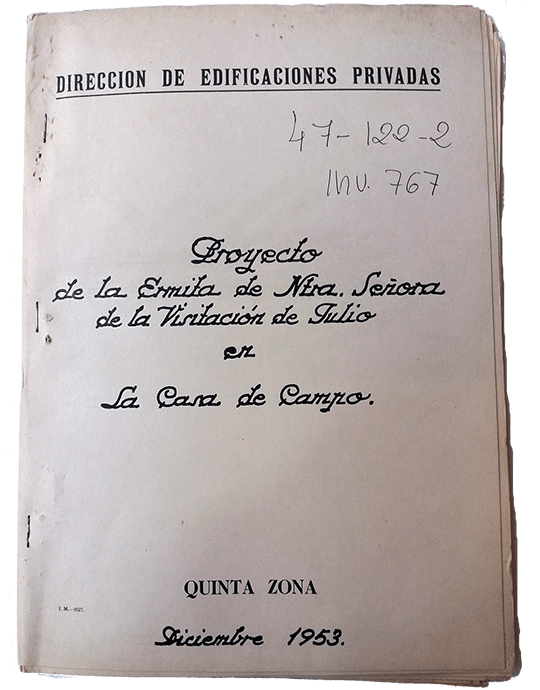 DIRECCION DE EDIFICACIONES PRIVADAS
47-122-2
Inv. 767
Proyecto
de la Ermita de Ntra. Señora
de la Visitación de Julio
en
La Casa de Campo.
QUINTA ZONA
I. M.-5527.
Diciembre 1953.